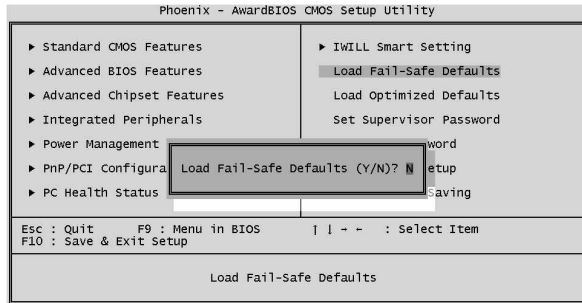 Phoenix - AwardBIOS CMOS Setup Utility
▶ Standard CMOS Features
▶ Advanced BIOS Features
▶ Advanced Chipset Features
▶ Integrated Peripherals
▶ Power Management
▶ PnP/PCI Configura
▶ PC Health Status
▶ IWILL Smart Setting
Load Fail-Safe Defaults
Load Optimized Defaults
Set Supervisor Password
word
etup
Saving
Load Fail-Safe Defaults (Y/N)? N
Esc : Quit F9 : Menu in BIOS ↑ ↓ → ← : Select Item
F10 : Save & Exit Setup
Load Fail-Safe Defaults